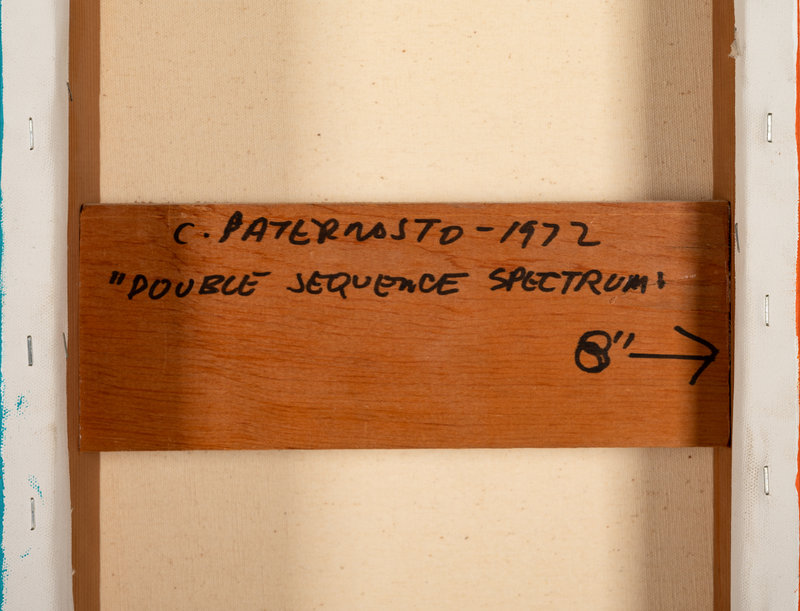 C. PATERNOSTO - 1972
"DOUBLE SEQUENCE SPECTRUM:
8" →